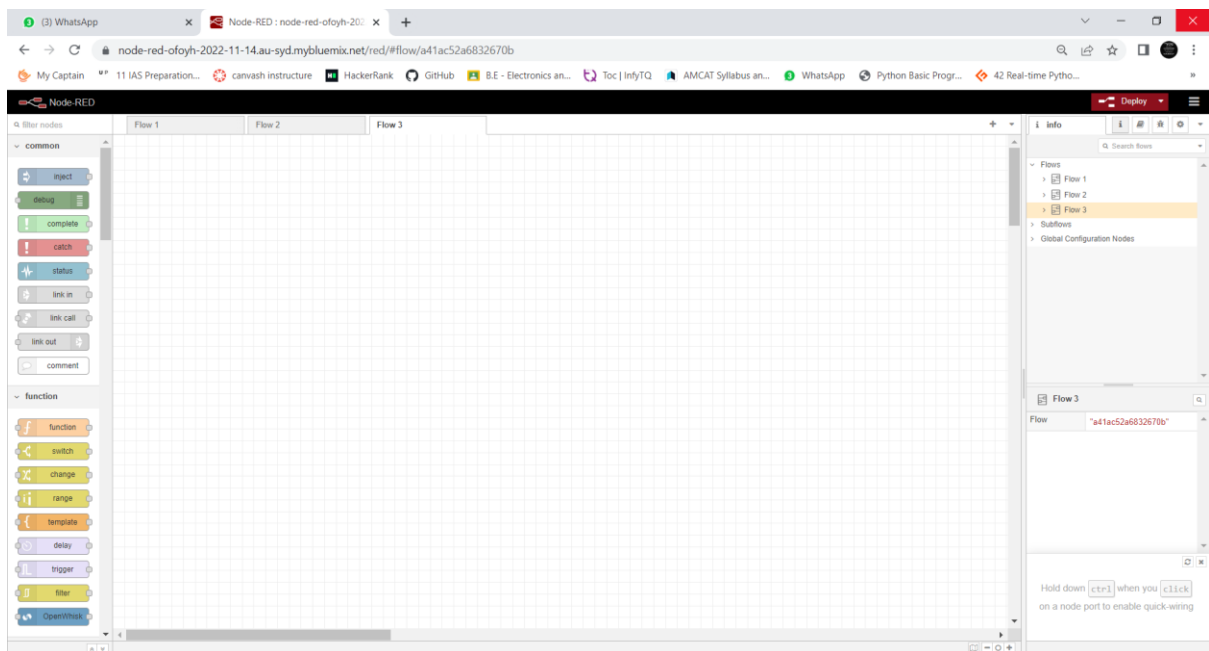 (3) WhatsApp
Node-RED : node-red-ofoyh-202
node-red-ofoyh-2022-11-14.au-syd.mybluemix.net/red/#flow/a41ac52a6832670b
My Captain
11 IAS Preparation...
canvash instructure
HackerRank
GitHub
B.E - Electronics an...
Toc | InfyTQ
AMCAT Syllabus an...
WhatsApp
Python Basic Progr...
42 Real-time Pytho...
»
Node-RED
Deploy
filter nodes
Flow 1
Flow 2
Flow 3
i info
Search flows
common
inject
debug
complete
catch
status
link in
link call
link out
comment
function
function
switch
change
range
template
delay
trigger
filter
OpenWhisk
Flows
Flow 1
Flow 2
Flow 3
Subflows
Global Configuration Nodes
Flow 3
Flow "a41ac52a6832670b"
Hold down ctrl when you click
on a node port to enable quick-wiring